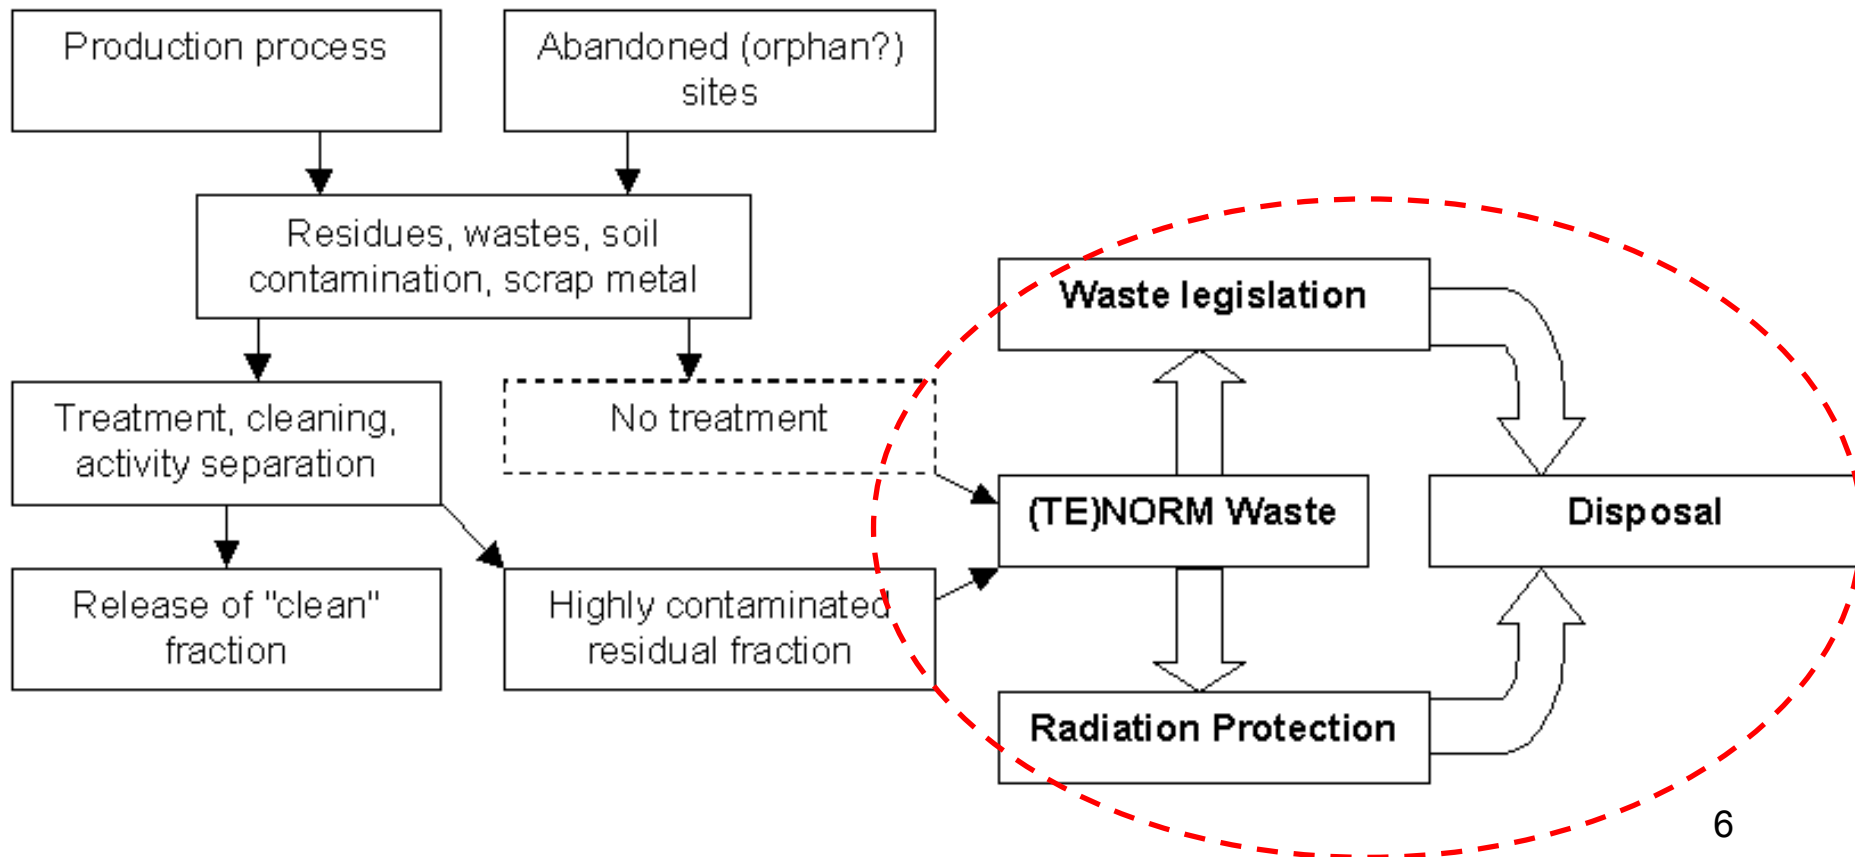 Production process
Abandoned (orphan?)
sites
Residues, wastes, soil
contamination, scrap metal
Waste legislation
Treatment, cleaning,
activity separation
No treatment
(TE)NORM Waste
Disposal
Release of "clean"
fraction
Highly contaminated
residual fraction
Radiation Protection
6